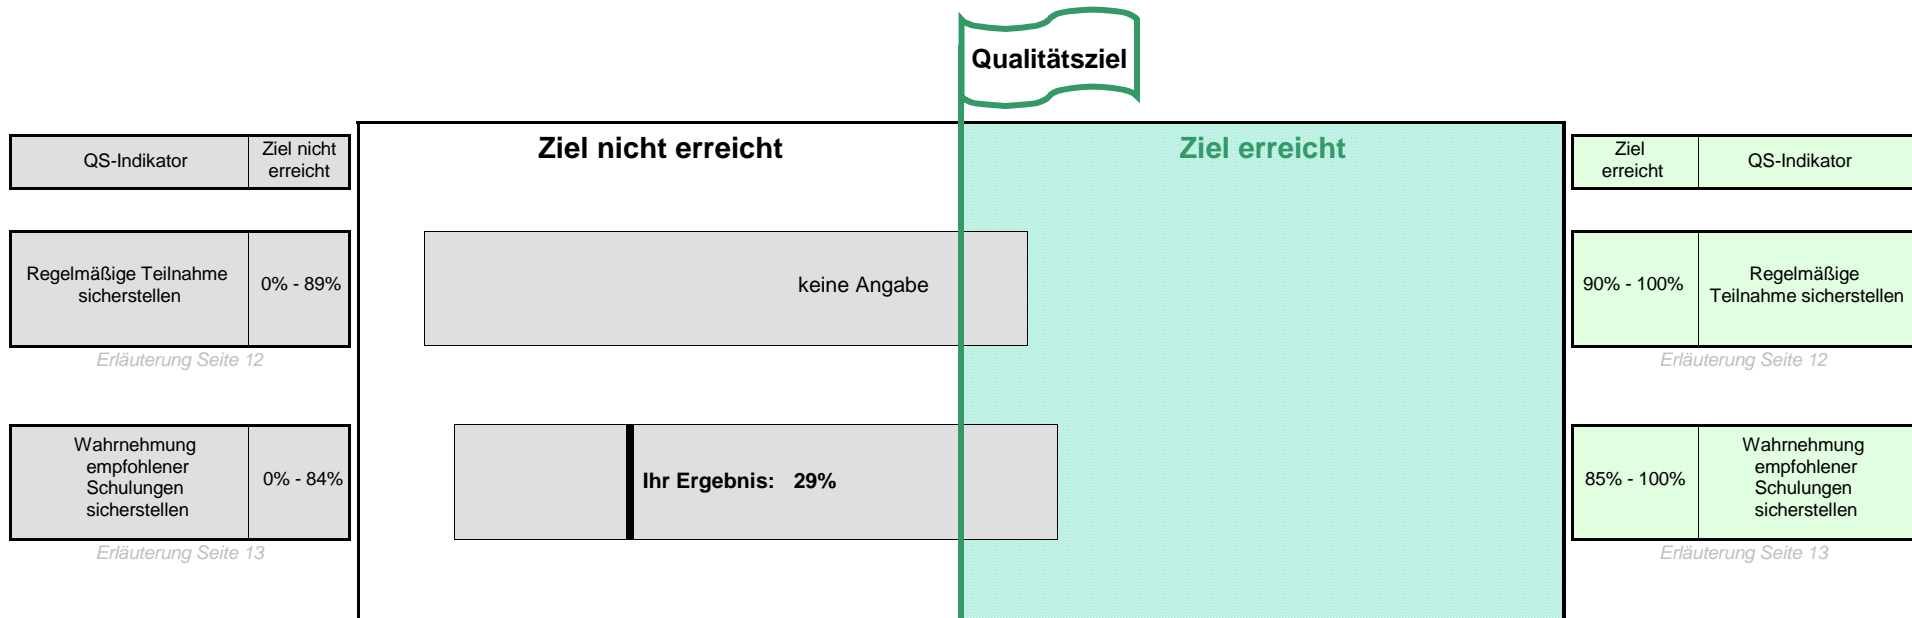 Qualitätsziel
Ziel nicht erreicht
Ziel erreicht
QS-Indikator
Ziel nicht
erreicht
Ziel
erreicht
QS-Indikator
Regelmäßige Teilnahme
sicherstellen
0% - 89%
keine Angabe
90% - 100%
Regelmäßige
Teilnahme sicherstellen
Erläuterung Seite 12
Erläuterung Seite 12
Wahrnehmung
empfohlener
Schulungen
sicherstellen
0% - 84%
Ihr Ergebnis: 29%
85% - 100%
Wahrnehmung
empfohlener
Schulungen
sicherstellen
Erläuterung Seite 13
Erläuterung Seite 13